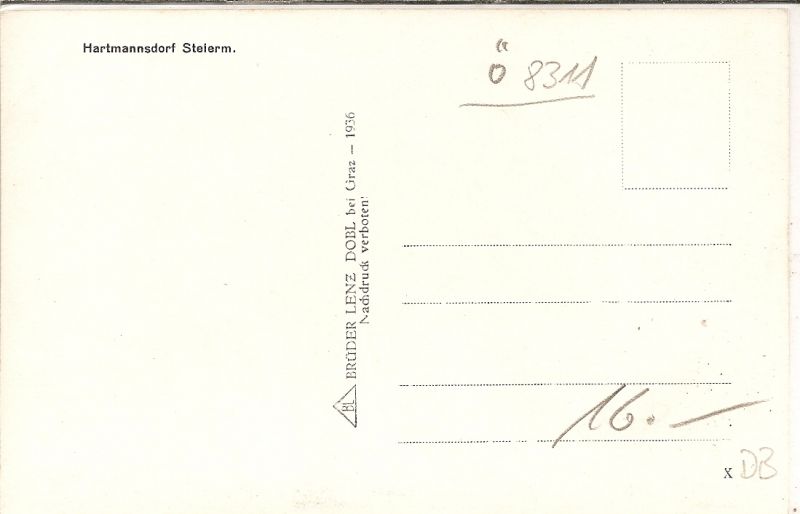 Hartmannsdorf Steierm.
Ö 8311
BRÜDER LENZ DOBL bei Graz — 1936
Nachdruck verboten!
BL
16.—
X DB